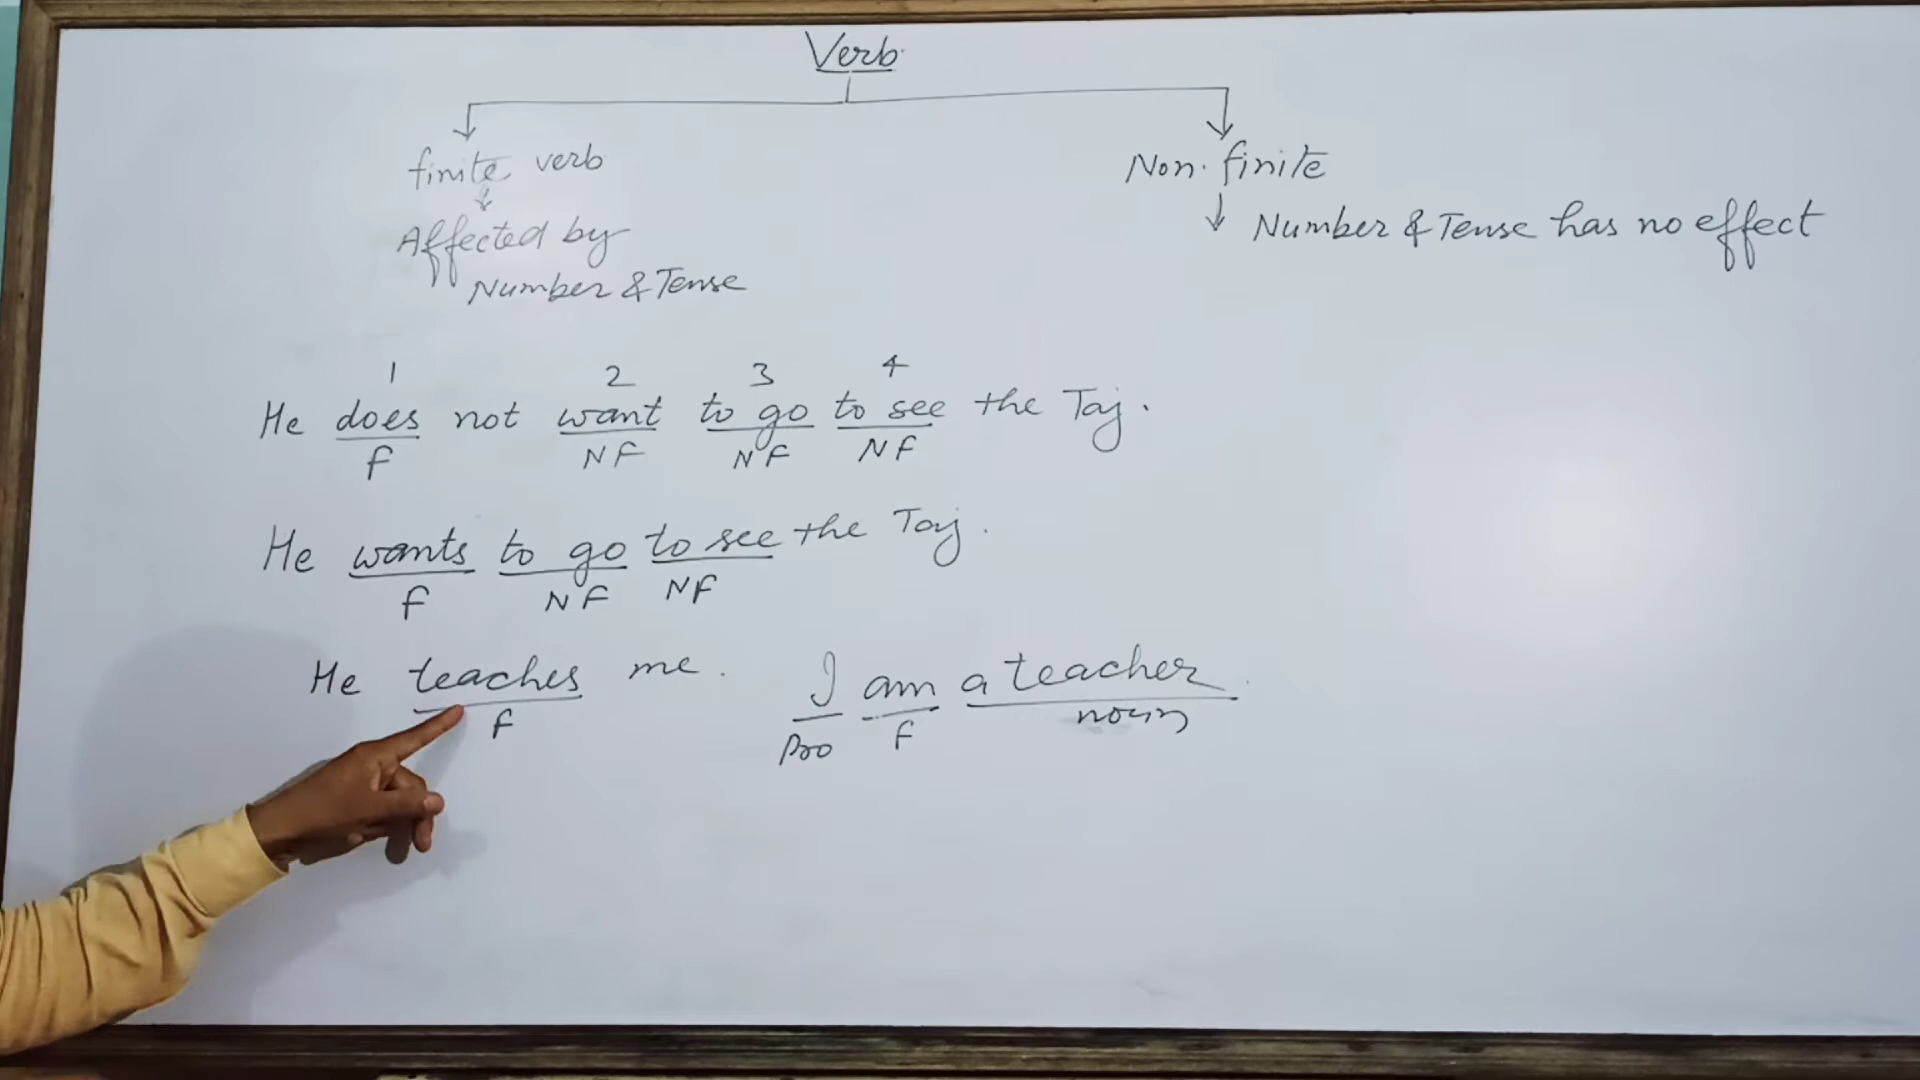 Verb
finite verb
Non-finite
Affected by
Number & Tense
Number & Tense has no effect
1 2 3 4
He does not want to go to see the Taj.
F NF NF NF
He wants to go to see the Taj.
F NF NF
He teaches me. I am a teacher.
F Pro F noun